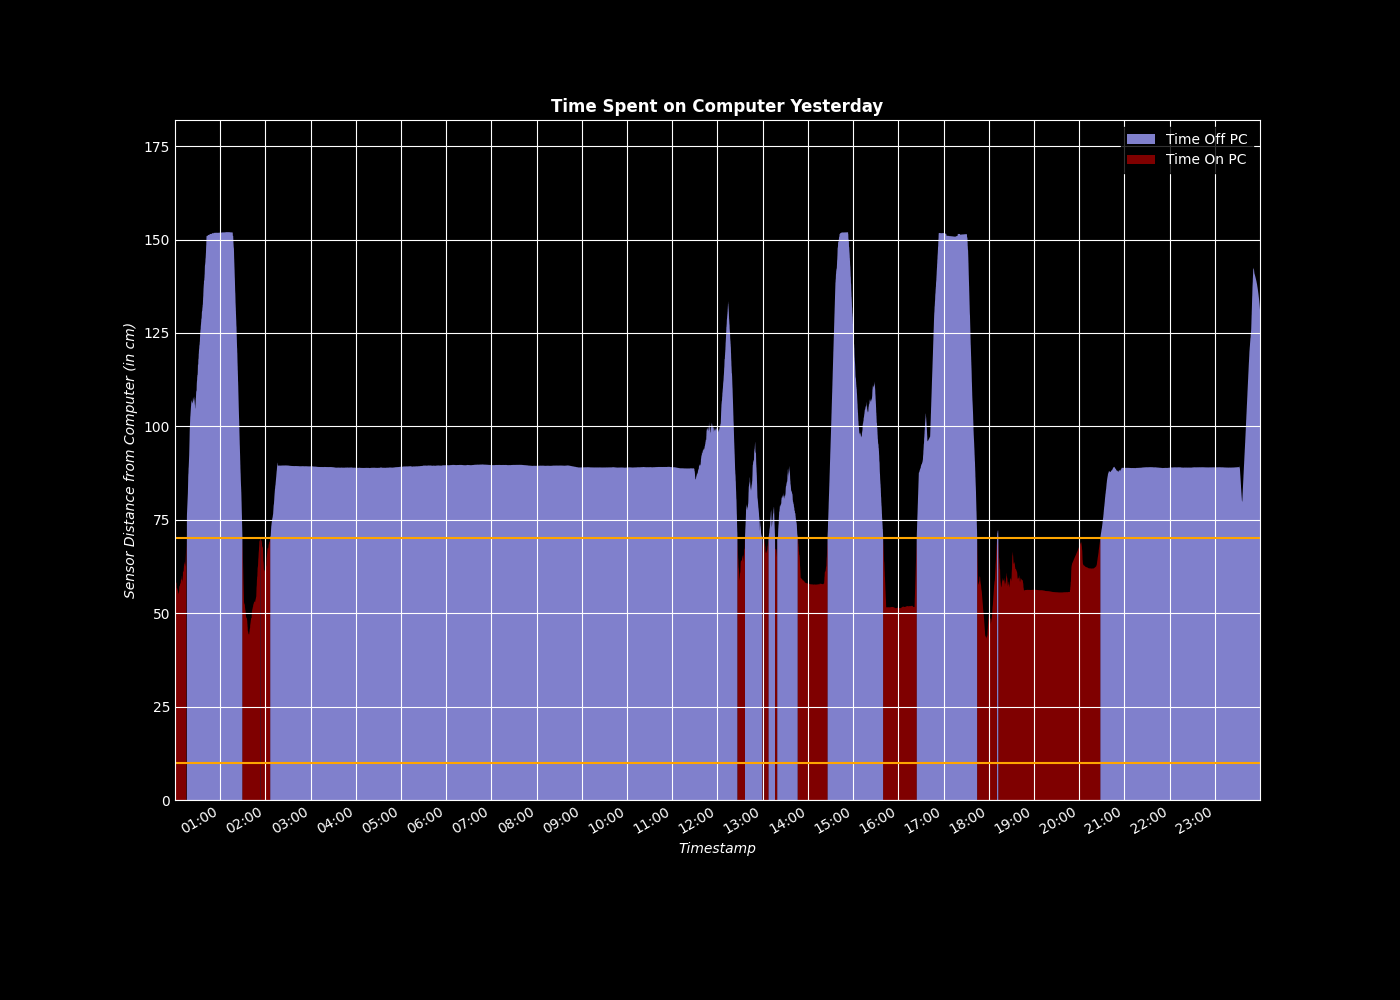 Time Spent on Computer Yesterday
Time Off PC
Time On PC
175
150
125
100
75
50
25
0
Sensor Distance from Computer (in cm)
01:00 02:00 03:00 04:00 05:00 06:00 07:00 08:00 09:00 10:00 11:00 12:00 13:00 14:00 15:00 16:00 17:00 18:00 19:00 20:00 21:00 22:00 23:00
Timestamp